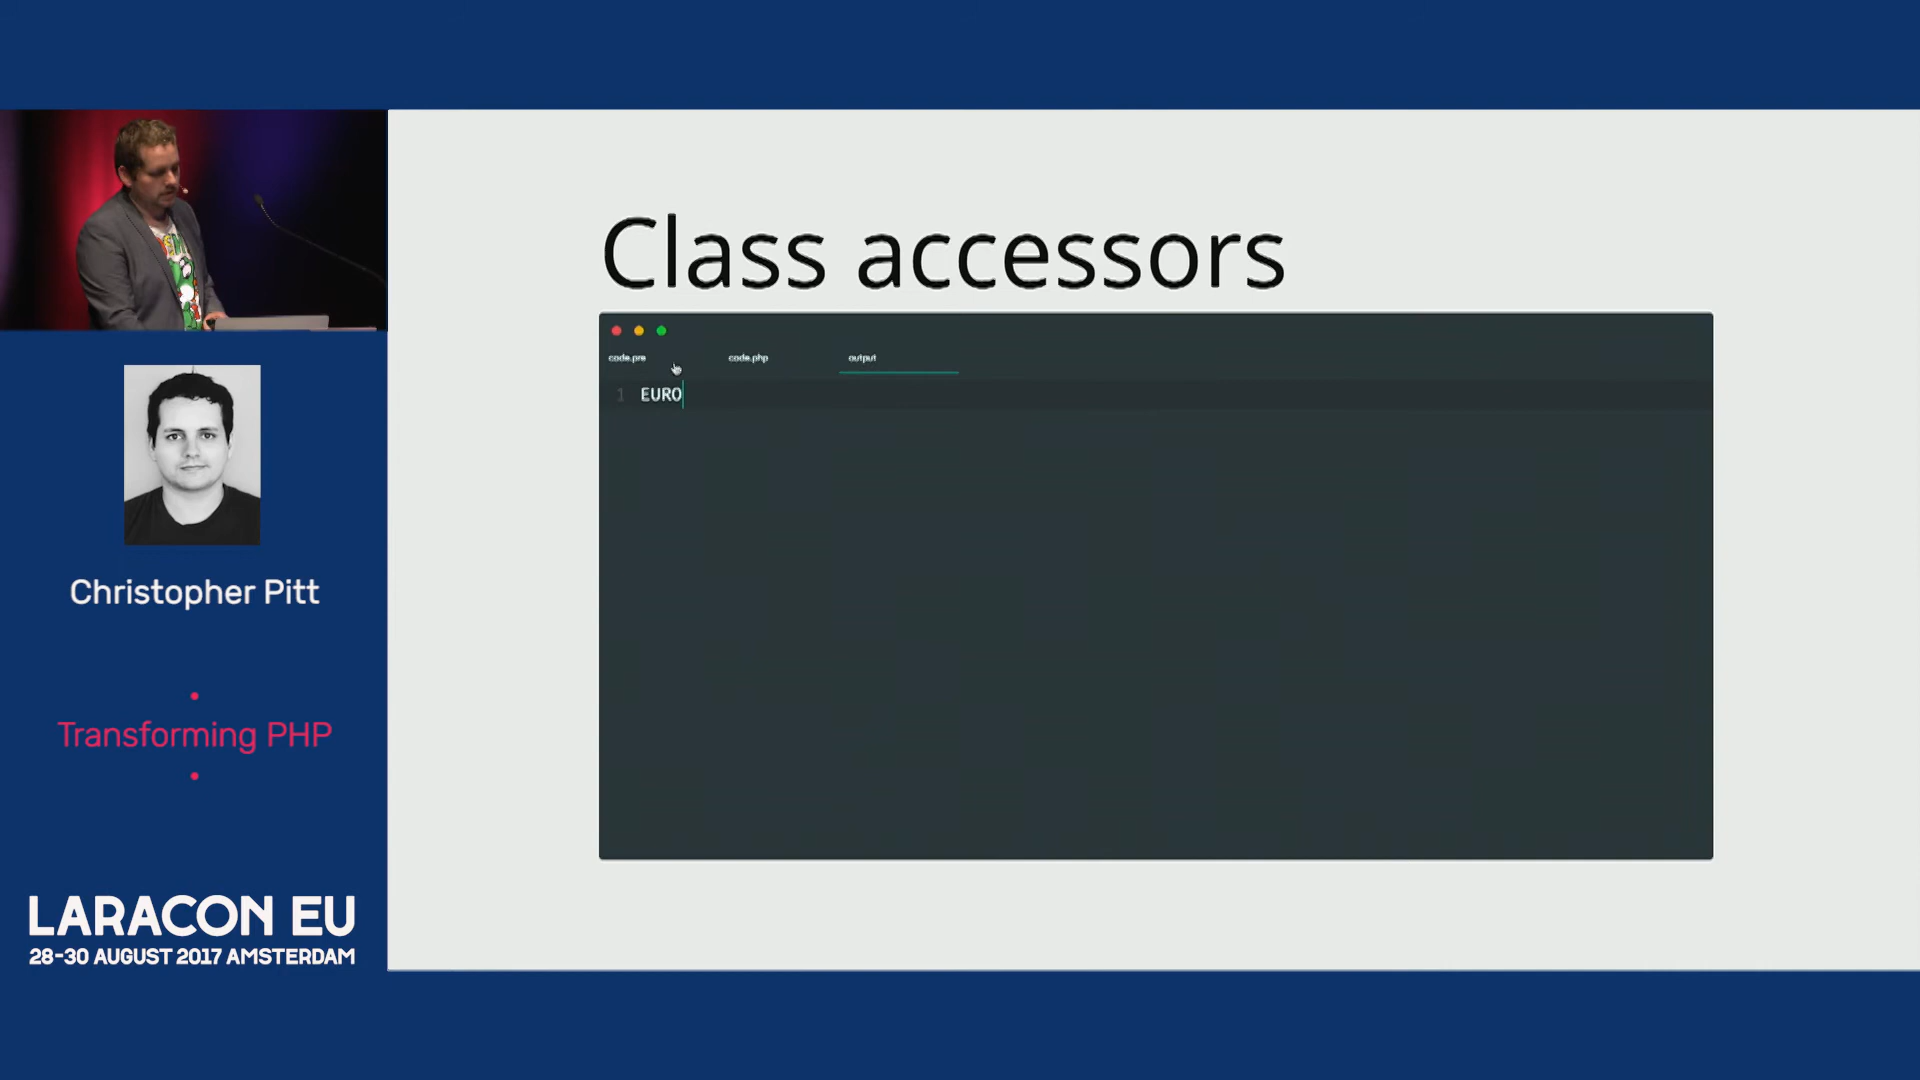 Class accessors
code.pre code.php output
1 EURO
Christopher Pitt
Transforming PHP
LARACON EU
28-30 AUGUST 2017 AMSTERDAM